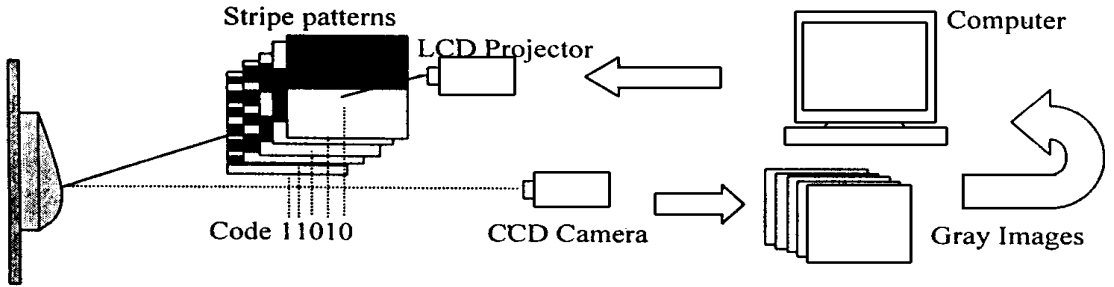 Stripe patterns
LCD Projector
Computer
Code 11010
CCD Camera
Gray Images